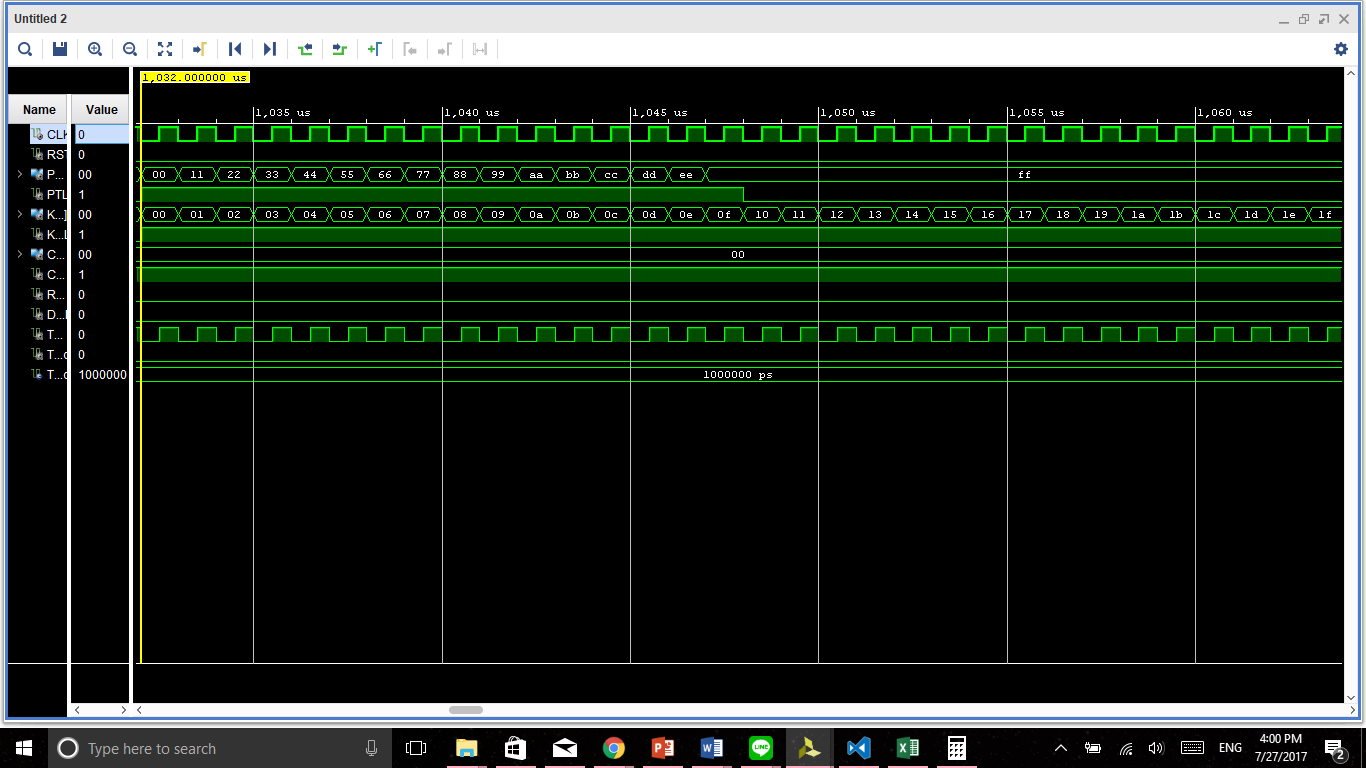 Untitled 2
1,032.000000 us
1,035 us 1,040 us 1,045 us 1,050 us 1,055 us 1,060 us
Name Value
CLK 0
RST 0
P... 00 00 11 22 33 44 55 66 77 88 99 aa bb cc dd ee ff
PTL 1
K...] 00 00 01 02 03 04 05 06 07 08 09 0a 0b 0c 0d 0e 0f 10 11 12 13 14 15 16 17 18 19 1a 1b 1c 1d 1e 1f
K...L 1
C... 00 00
C... 1
R... 0
D...I 0
T... 0
T...c 0
T...c 1000000 1000000 ps
Type here to search
ENG
4:00 PM
7/27/2017
2